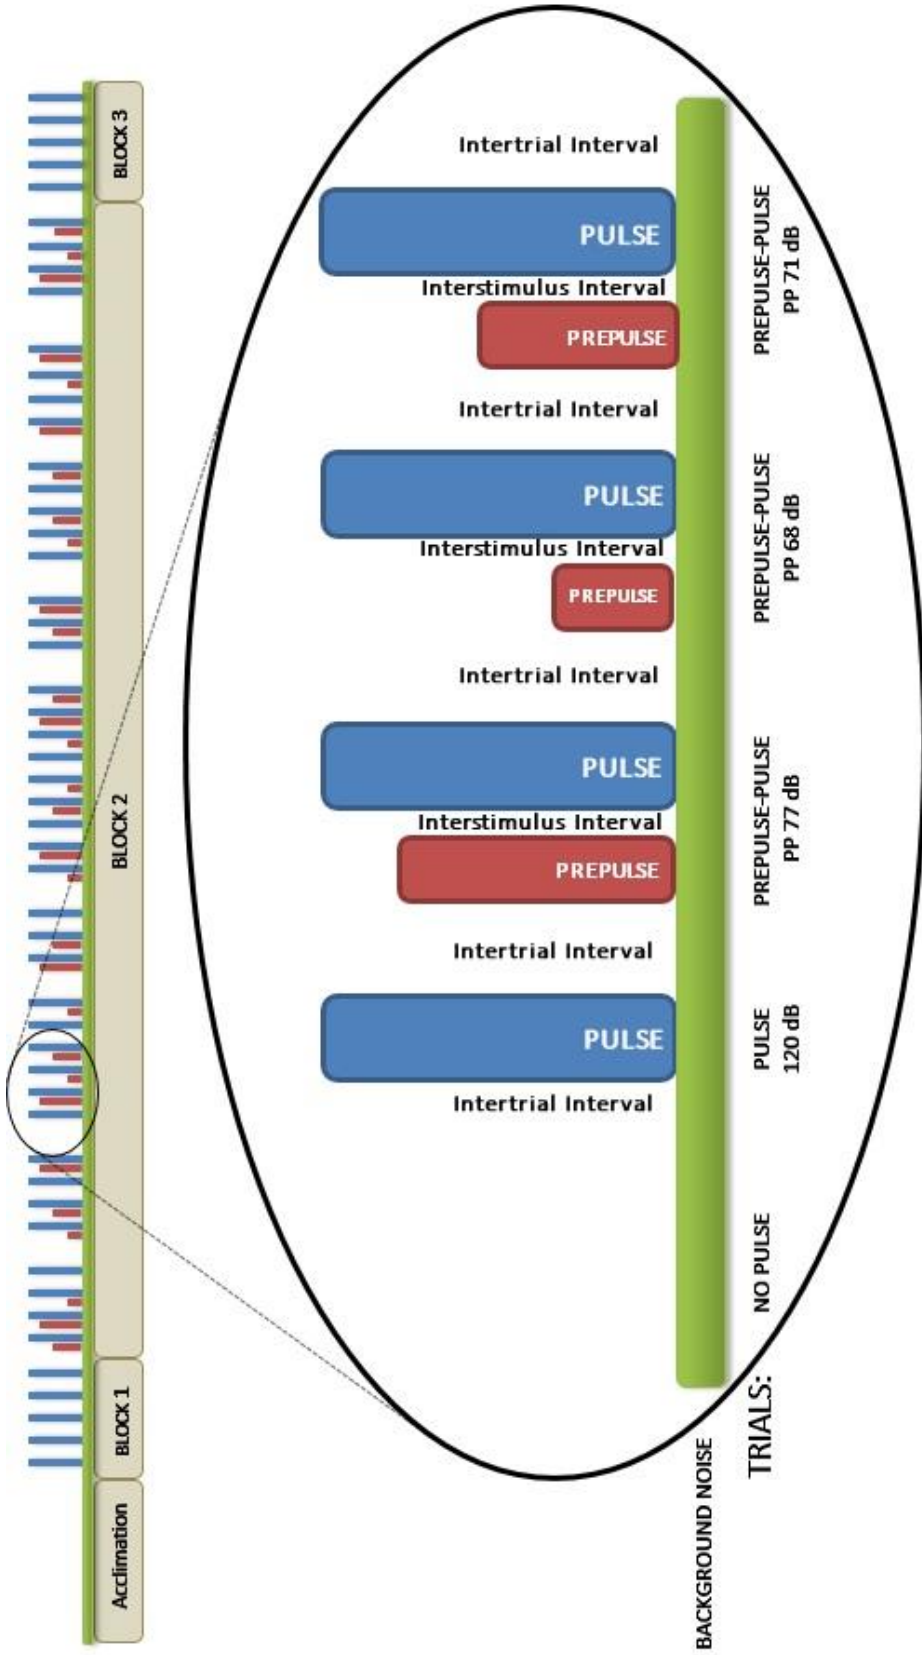 Acclimation
BLOCK 1
BLOCK 2
BLOCK 3
Intertrial Interval
PULSE
Intertrial Interval
PREPULSE
Interstimulus Interval
PULSE
Intertrial Interval
PREPULSE
Interstimulus Interval
PULSE
Intertrial Interval
PREPULSE
Interstimulus Interval
PULSE
Intertrial Interval
BACKGROUND NOISE
TRIALS:
NO PULSE
PULSE
120 dB
PREPULSE-PULSE
PP 77 dB
PREPULSE-PULSE
PP 68 dB
PREPULSE-PULSE
PP 71 dB